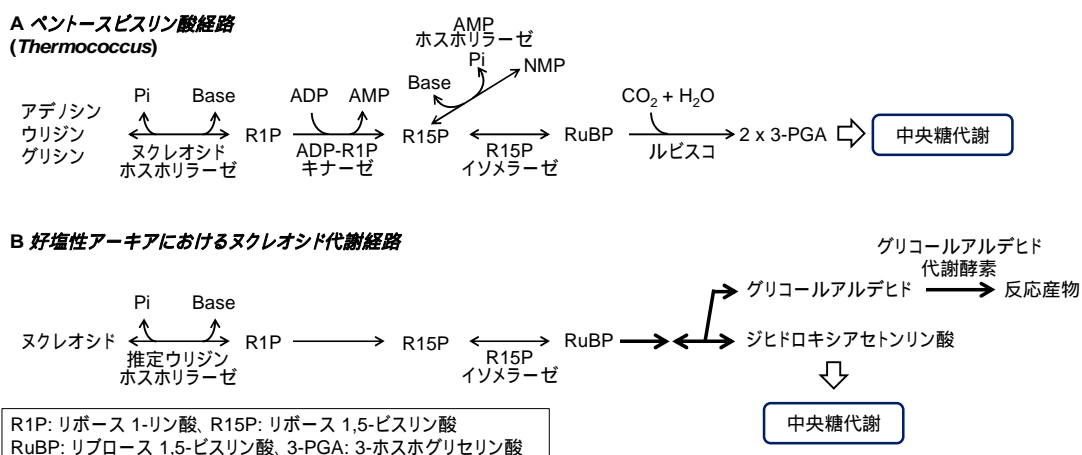 A ペントースビスリン酸経路
(Thermococcus)
AMP
ホスホリラーゼ
Pi
NMP
Base
アデノシン
ウリジン
グリシン
Pi
Base
ヌクレオシド
ホスホリラーゼ
R1P
ADP
AMP
ADP-R1P
キナーゼ
R15P
R15P
イソメラーゼ
RuBP
CO2 + H2O
ルビスコ
2 x 3-PGA
中央糖代謝
B 好塩性アーキアにおけるヌクレオシド代謝経路
ヌクレオシド
Pi
Base
推定ウリジン
ホスホリラーゼ
R1P
R15P
R15P
イソメラーゼ
RuBP
グリコールアルデヒド
グリコールアルデヒド
代謝酵素
反応産物
ジヒドロキシアセトンリン酸
中央糖代謝
R1P: リボース 1-リン酸、R15P: リボース 1,5-ビスリン酸
RuBP: リブロース 1,5-ビスリン酸、3-PGA: 3-ホスホグリセリン酸